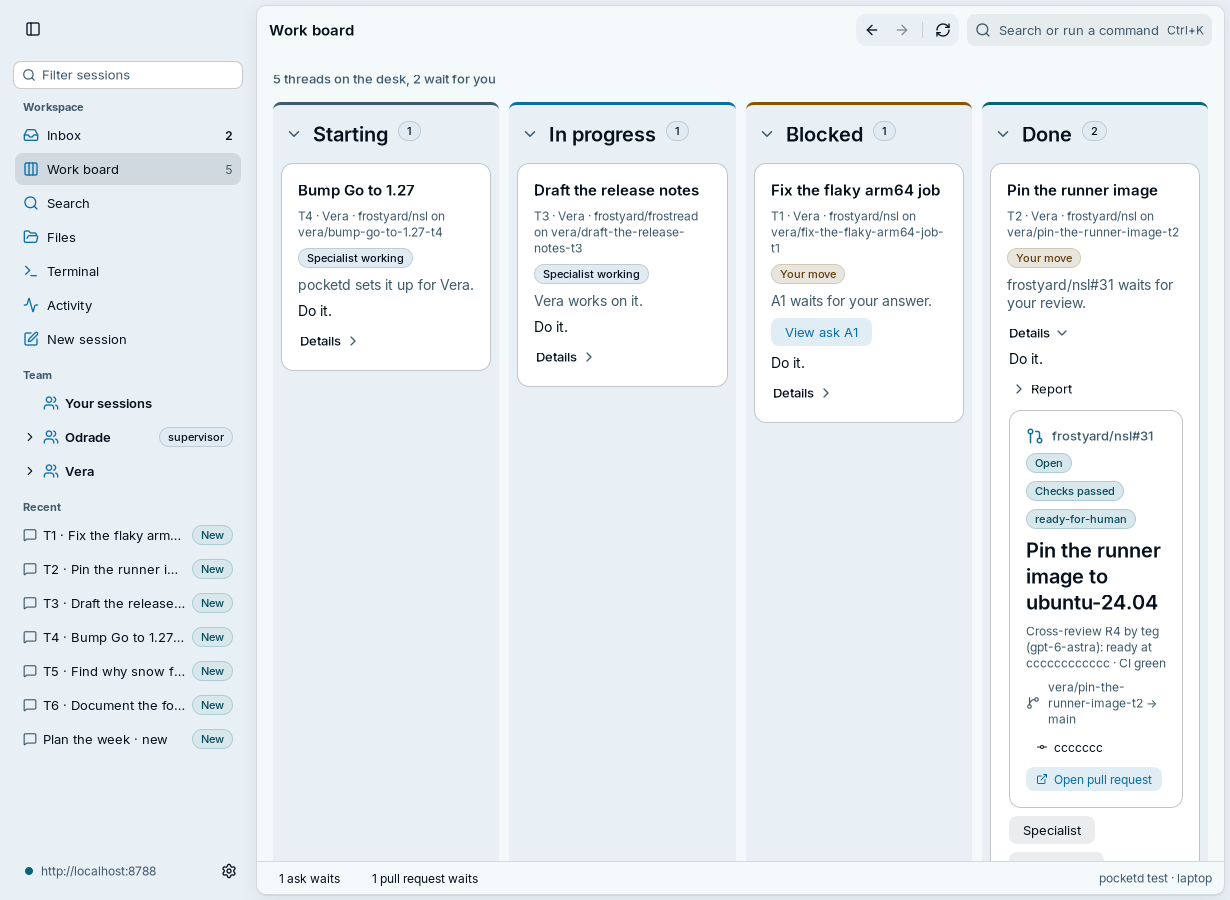 Filter sessions
Workspace
Inbox 2
Work board 5
Search
Files
Terminal
Activity
New session
Team
Your sessions
Odrade supervisor
Vera
Recent
T1 · Fix the flaky arm... New
T2 · Pin the runner i... New
T3 · Draft the release... New
T4 · Bump Go to 1.27... New
T5 · Find why snow f... New
T6 · Document the fo... New
Plan the week · new New
http://localhost:8788
Work board
Search or run a command Ctrl+K
5 threads on the desk, 2 wait for you
Starting 1
Bump Go to 1.27
T4 · Vera · frostyard/nsl on
vera/bump-go-to-1.27-t4
Specialist working
pocketd sets it up for Vera.
Do it.
Details
In progress 1
Draft the release notes
T3 · Vera · frostyard/frostread
on vera/draft-the-release-
notes-t3
Specialist working
Vera works on it.
Do it.
Details
Blocked 1
Fix the flaky arm64 job
T1 · Vera · frostyard/nsl on
vera/fix-the-flaky-arm64-job-
t1
Your move
A1 waits for your answer.
View ask A1
Do it.
Details
Done 2
Pin the runner image
T2 · Vera · frostyard/nsl on
vera/pin-the-runner-image-t2
Your move
frostyard/nsl#31 waits for
your review.
Details
Do it.
Report
frostyard/nsl#31
Open
Checks passed
ready-for-human
Pin the runner
image to
ubuntu-24.04
Cross-review R4 by teg
(gpt-6-astra): ready at
cccccccccccc · CI green
vera/pin-the-
runner-image-t2 →
main
ccccccc
Open pull request
Specialist
1 ask waits
1 pull request waits
pocketd test · laptop